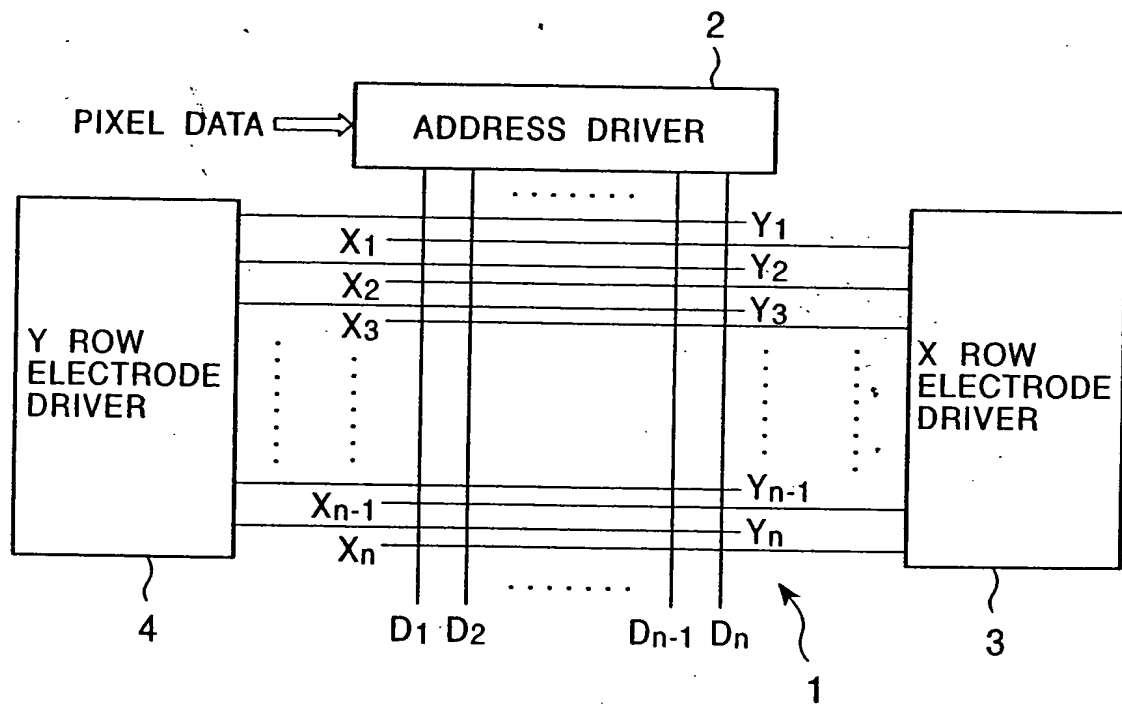 2
PIXEL DATA
ADDRESS DRIVER
.......
Y1
X1
Y2
X2
Y3
X3
Y ROW
ELECTRODE
DRIVER
X ROW
ELECTRODE
DRIVER
Yn-1
Xn-1
Yn
Xn
.......
4
D1 D2 Dn-1 Dn
3
1